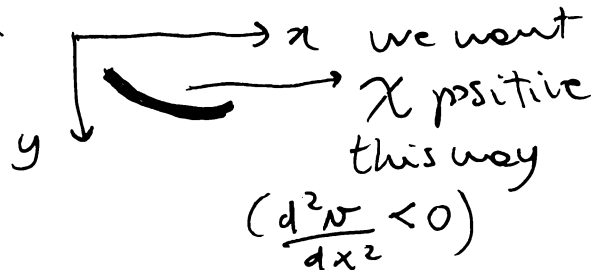 x we want
χ positive
y this way
(d²v/dx² < 0)